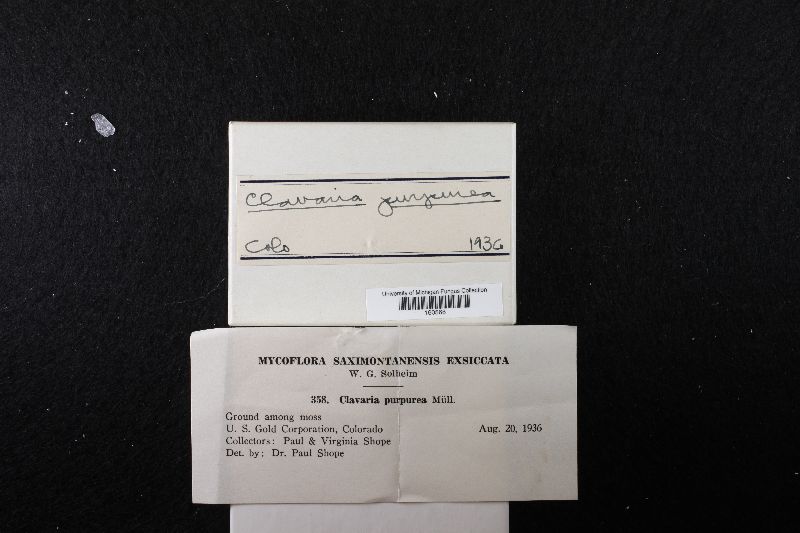 Clavaria purpurea
Colo 1936
University of Michigan Fungus Collection
MYCOFLORA SAXIMONTANENSIS EXSICCATA
W. G. Solheim
358. Clavaria purpurea Müll.
Ground among moss
U. S. Gold Corporation, Colorado Aug. 20, 1936
Collectors: Paul & Virginia Shope
Det. by: Dr. Paul Shope